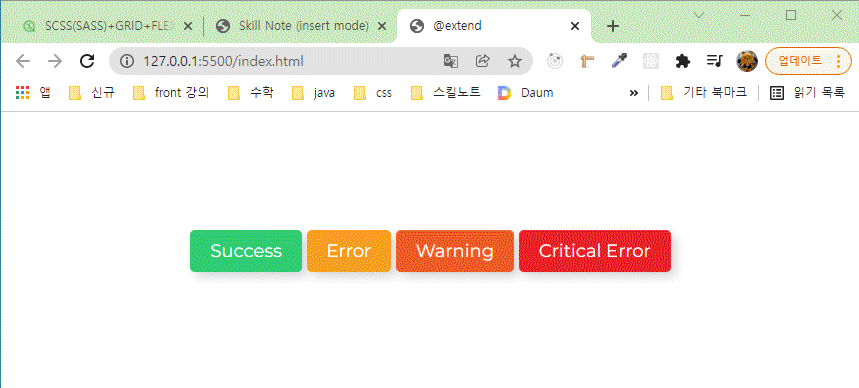 SCSS(SASS)+GRID+FLE
Skill Note (insert mode)
@extend
127.0.0.1:5500/index.html
업데이트
앱
신규
front 강의
수학
java
css
스킬노트
Daum
»
기타 북마크
읽기 목록
Success
Error
Warning
Critical Error